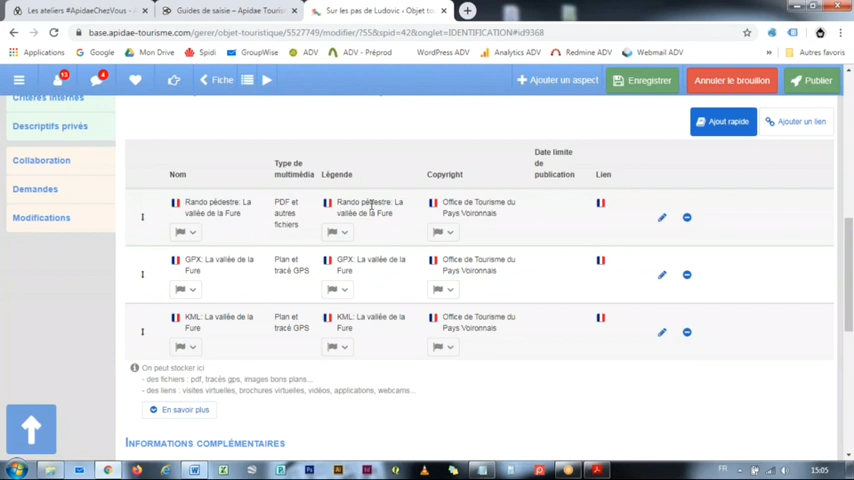 Les ateliers #ApidaeChezVous - A
Guides de saisie – Apidae Tourism
Sur les pas de Ludovic ‹ Objet tou
base.apidae-tourisme.com/gerer/objet-touristique/5527749/modifier/?55&spid=42&onglet=IDENTIFICATION#id9368
Applications
Google
Mon Drive
Spidi
GroupWise
ADV
ADV - Préprod
WordPress ADV
Analytics ADV
Redmine ADV
Webmail ADV
Autres favoris
13
4
Fiche
Ajouter un aspect
Enregistrer
Annuler le brouillon
Publier
Critères internes
Descriptifs privés
Collaboration
Demandes
Modifications
Ajout rapide
Ajouter un lien
Nom
Type de
multimédia
Légende
Copyright
Date limite
de
publication
Lien
Rando pédestre: La
vallée de la Fure
PDF et
autres
fichiers
Rando pédestre: La
vallée de la Fure
Office de Tourisme du
Pays Voironnais
GPX: La vallée de la
Fure
Plan et
tracé GPS
GPX: La vallée de la
Fure
Office de Tourisme du
Pays Voironnais
KML: La vallée de la
Fure
Plan et
tracé GPS
KML: La vallée de la
Fure
Office de Tourisme du
Pays Voironnais
On peut stocker ici
- des fichiers : pdf, tracés gps, images bons plans...
- des liens : visites virtuelles, brochures virtuelles, vidéos, applications, webcams...
En savoir plus
INFORMATIONS COMPLÉMENTAIRES
FR
15:05